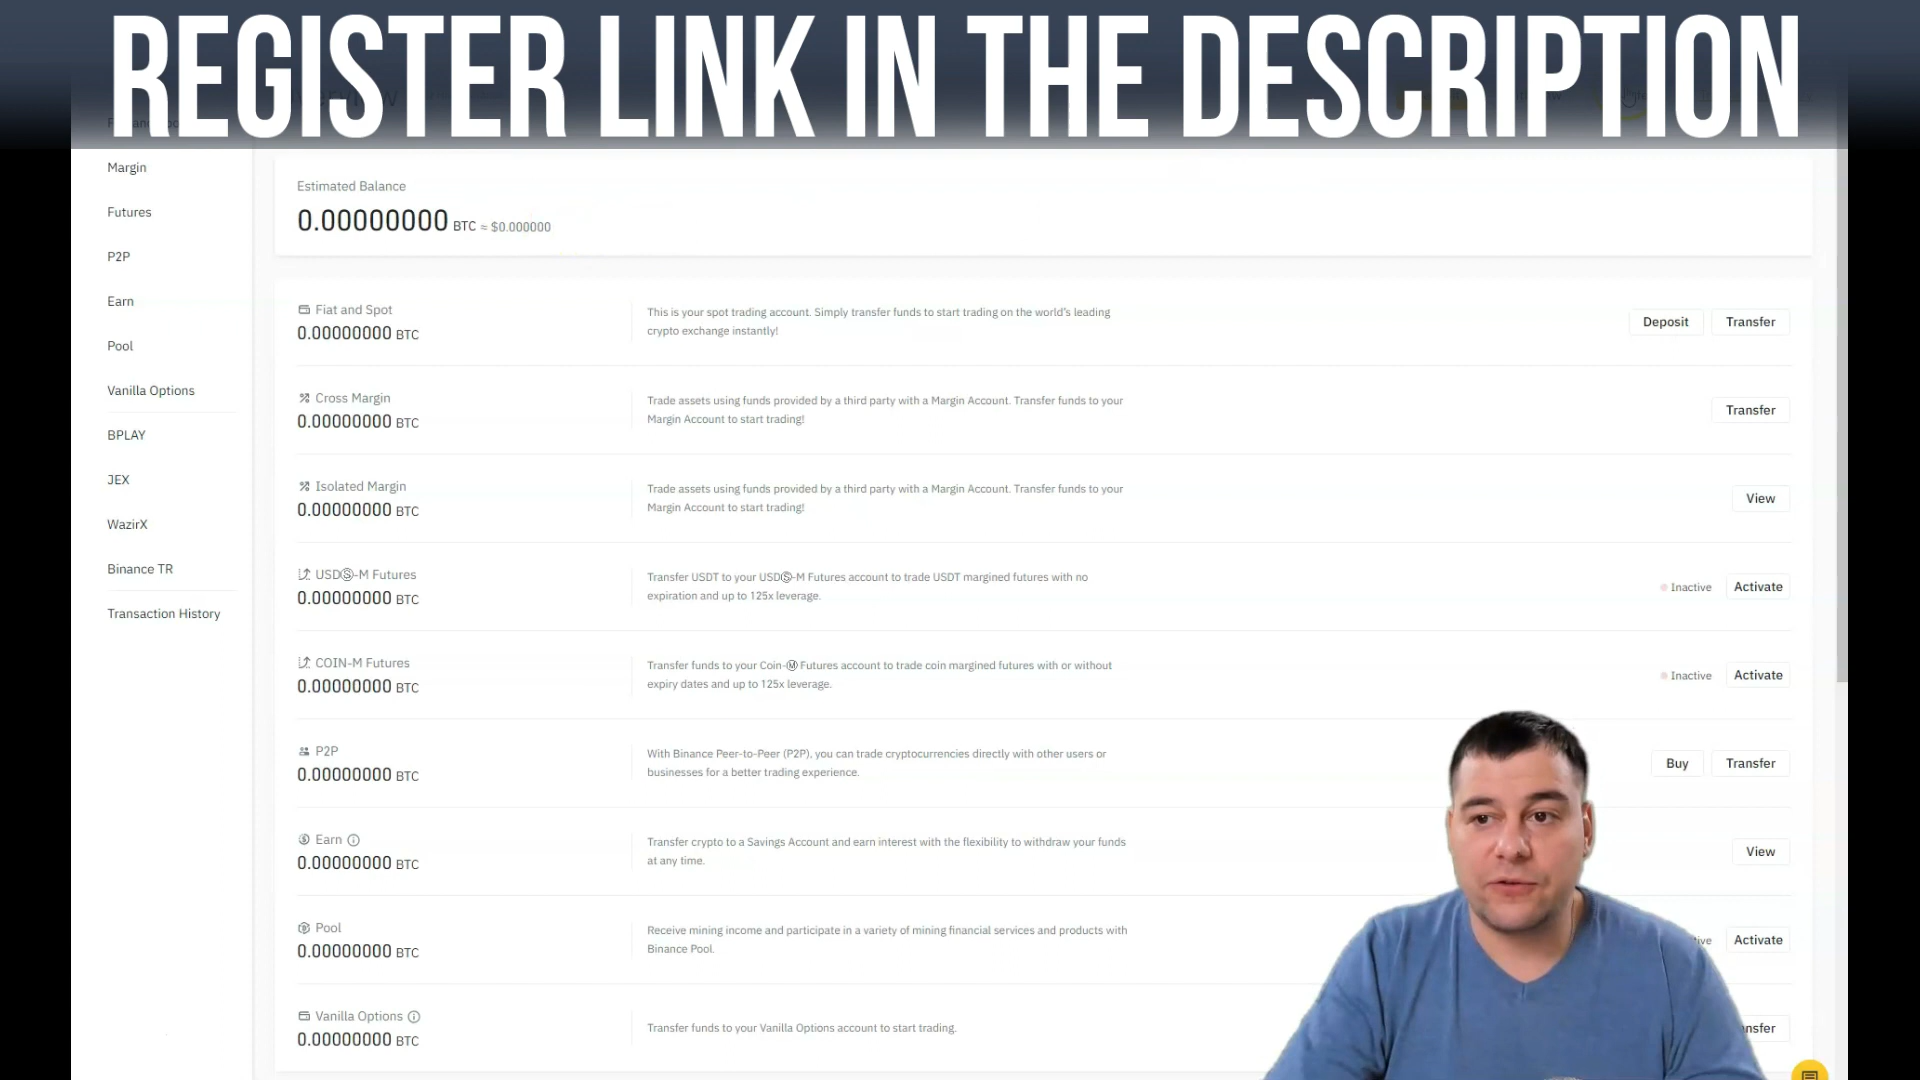 REGISTER LINK IN THE DESCRIPTION
Margin
Futures
P2P
Earn
Pool
Vanilla Options
BPLAY
JEX
WazirX
Binance TR
Transaction History
Estimated Balance
0.00000000 BTC ≈ $0.000000
Fiat and Spot
0.00000000 BTC
This is your spot trading account. Simply transfer funds to start trading on the world's leading
crypto exchange instantly!
Deposit
Transfer
Cross Margin
0.00000000 BTC
Trade assets using funds provided by a third party with a Margin Account. Transfer funds to your
Margin Account to start trading!
Transfer
Isolated Margin
0.00000000 BTC
Trade assets using funds provided by a third party with a Margin Account. Transfer funds to your
Margin Account to start trading!
View
USDⓈ-M Futures
0.00000000 BTC
Transfer USDT to your USDⓈ-M Futures account to trade USDT margined futures with no
expiration and up to 125x leverage.
Inactive
Activate
COIN-M Futures
0.00000000 BTC
Transfer funds to your Coin-Ⓜ Futures account to trade coin margined futures with or without
expiry dates and up to 125x leverage.
Inactive
Activate
P2P
0.00000000 BTC
With Binance Peer-to-Peer (P2P), you can trade cryptocurrencies directly with other users or
businesses for a better trading experience.
Buy
Transfer
Earn
0.00000000 BTC
Transfer crypto to a Savings Account and earn interest with the flexibility to withdraw your funds
at any time.
View
Pool
0.00000000 BTC
Receive mining income and participate in a variety of mining financial services and products with
Binance Pool.
Activate
Vanilla Options
0.00000000 BTC
Transfer funds to your Vanilla Options account to start trading.